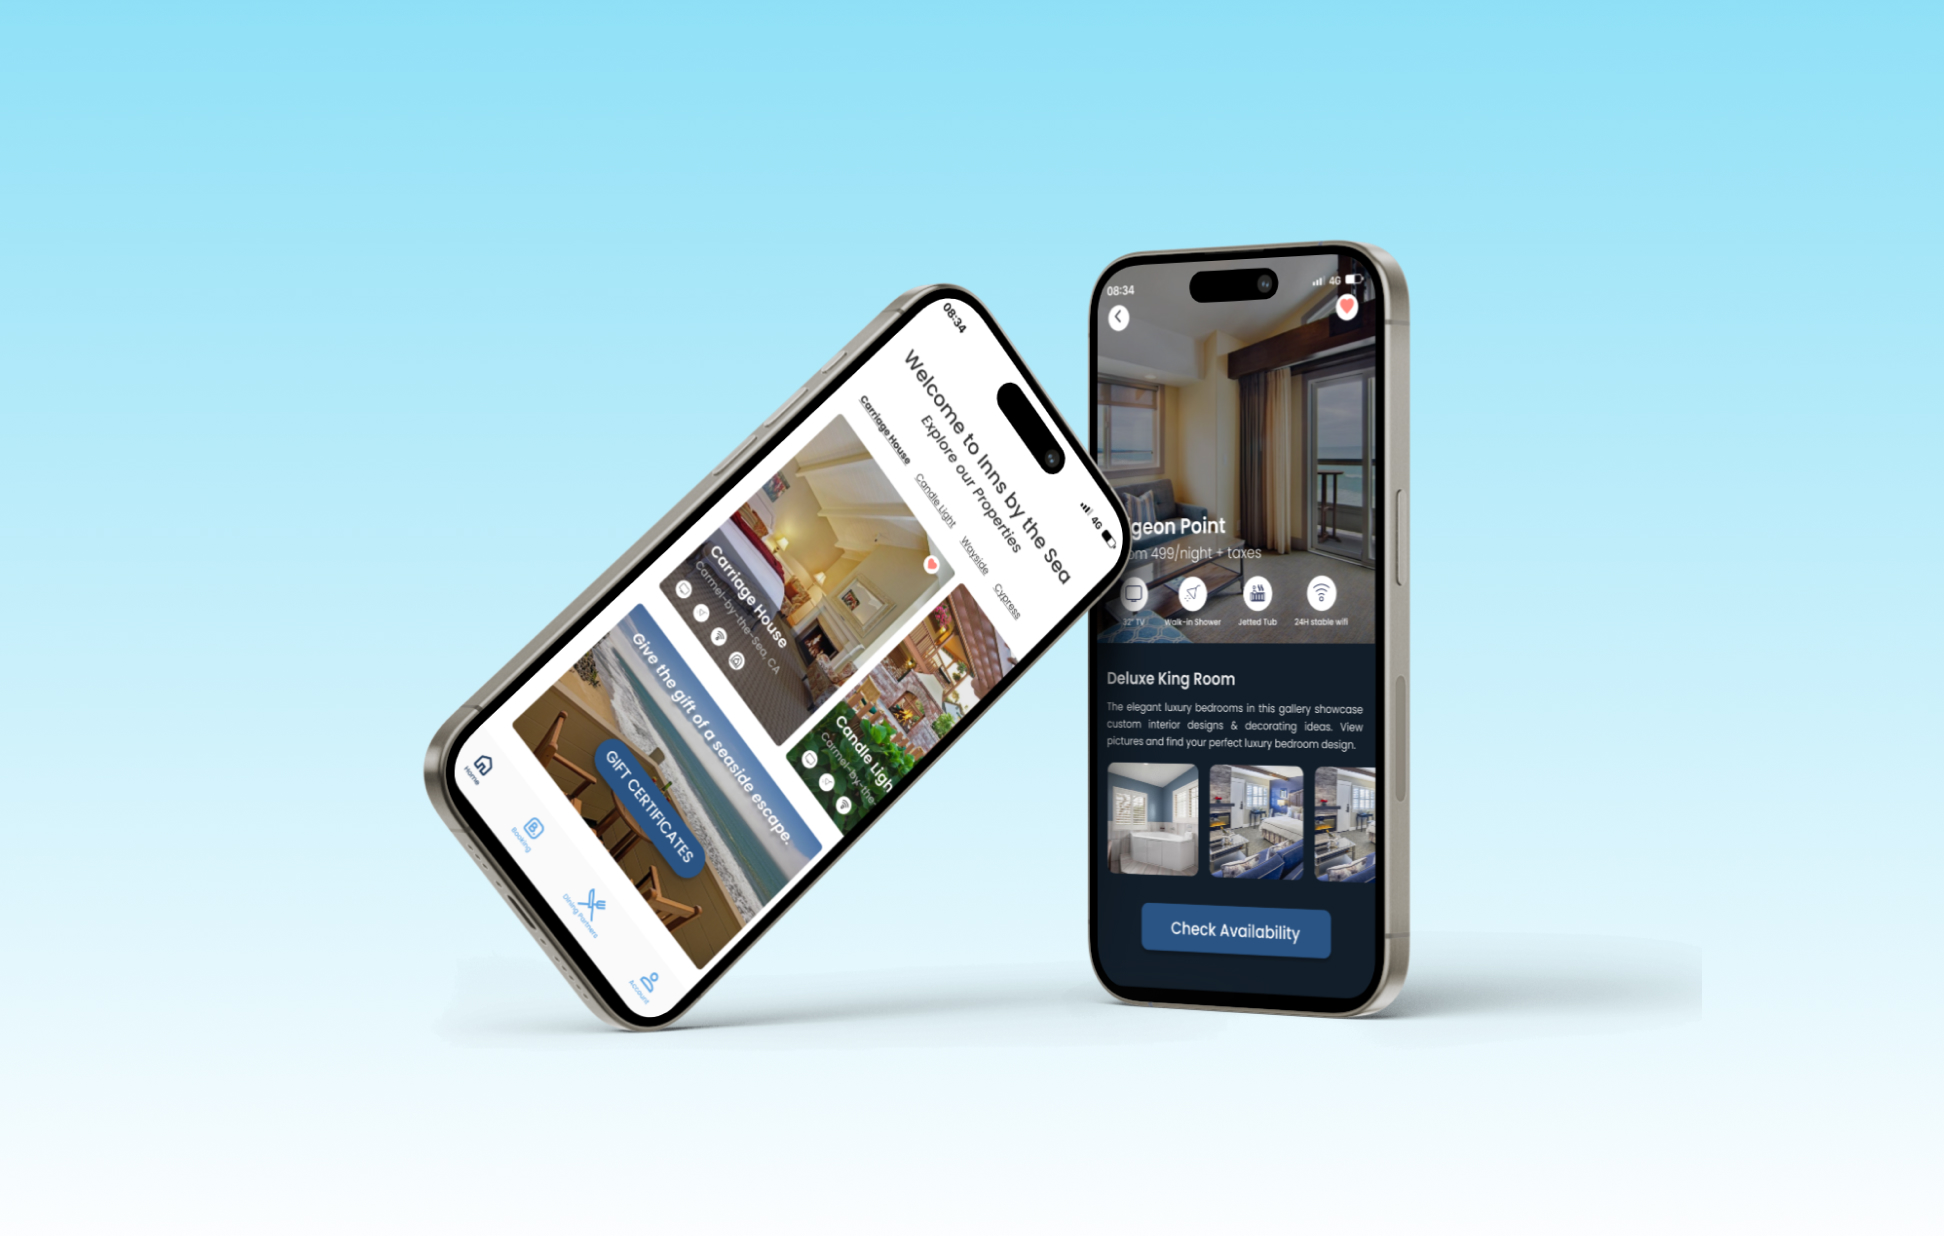 08:34
4G
Welcome to Inns by the Sea
Explore our Properties
Carriage House
Candle Light
Wayside
Cypress
Carriage House
Carmel-by-the-Sea, CA
Candle Ligh
Carmel-by-the-
Give the gift of a seaside escape.
GIFT CERTIFICATES
Home
Booking
Dining Partners
Account
08:34
4G
geon Point
om 499/night + taxes
32" TV
Walk-in Shower
Jetted Tub
24H stable wifi
Deluxe King Room
The elegant luxury bedrooms in this gallery showcase
custom interior designs & decorating ideas. View
pictures and find your perfect luxury bedroom design.
Check Availability